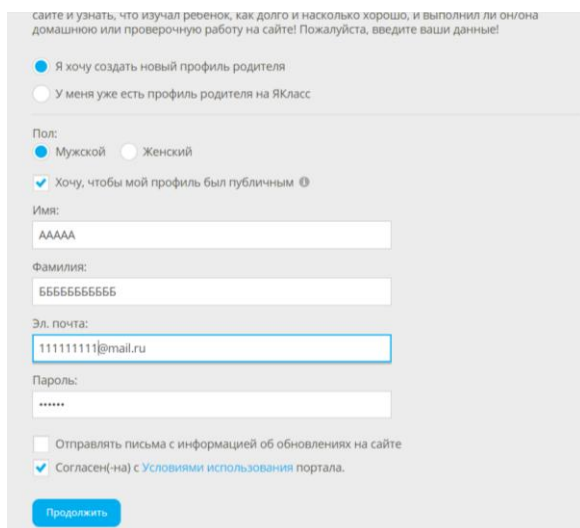 сайте и узнать, что изучал ребенок, как долго и насколько хорошо, и выполнил ли он/она
домашнюю или проверочную работу на сайте! Пожалуйста, введите ваши данные!
Я хочу создать новый профиль родителя
У меня уже есть профиль родителя на ЯКласс
Пол:
Мужской Женский
Хочу, чтобы мой профиль был публичным
Имя:
ААААА
Фамилия:
БББББББББББ
Эл. почта:
111111111@mail.ru
Пароль:
••••••
Отправлять письма с информацией об обновлениях на сайте
Согласен(-на) с Условиями использования портала.
Продолжить